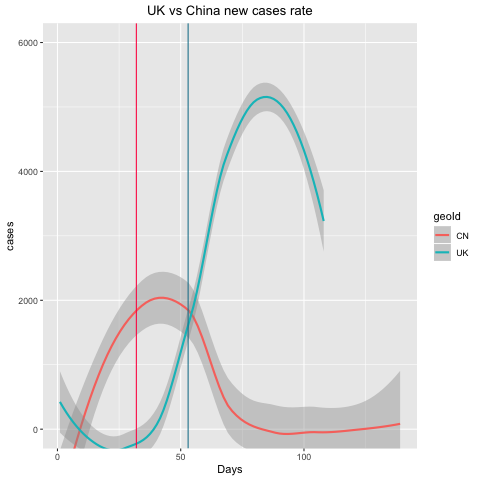 UK vs China new cases rate
6000
4000
2000
0
cases
0 50 100
Days
geoId
CN
UK